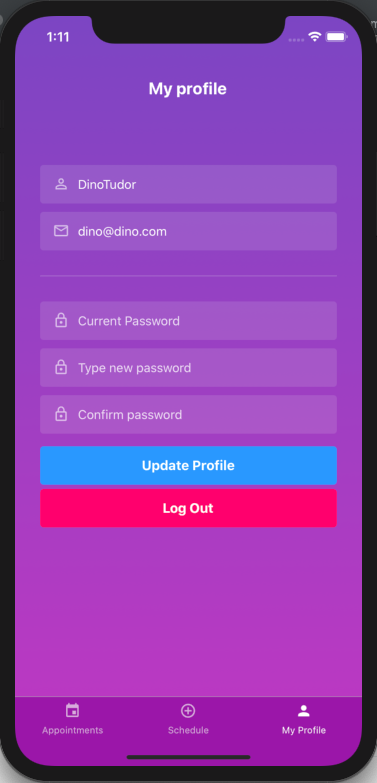 1:11
My profile
DinoTudor
dino@dino.com
Current Password
Type new password
Confirm password
Update Profile
Log Out
Appointments
Schedule
My Profile